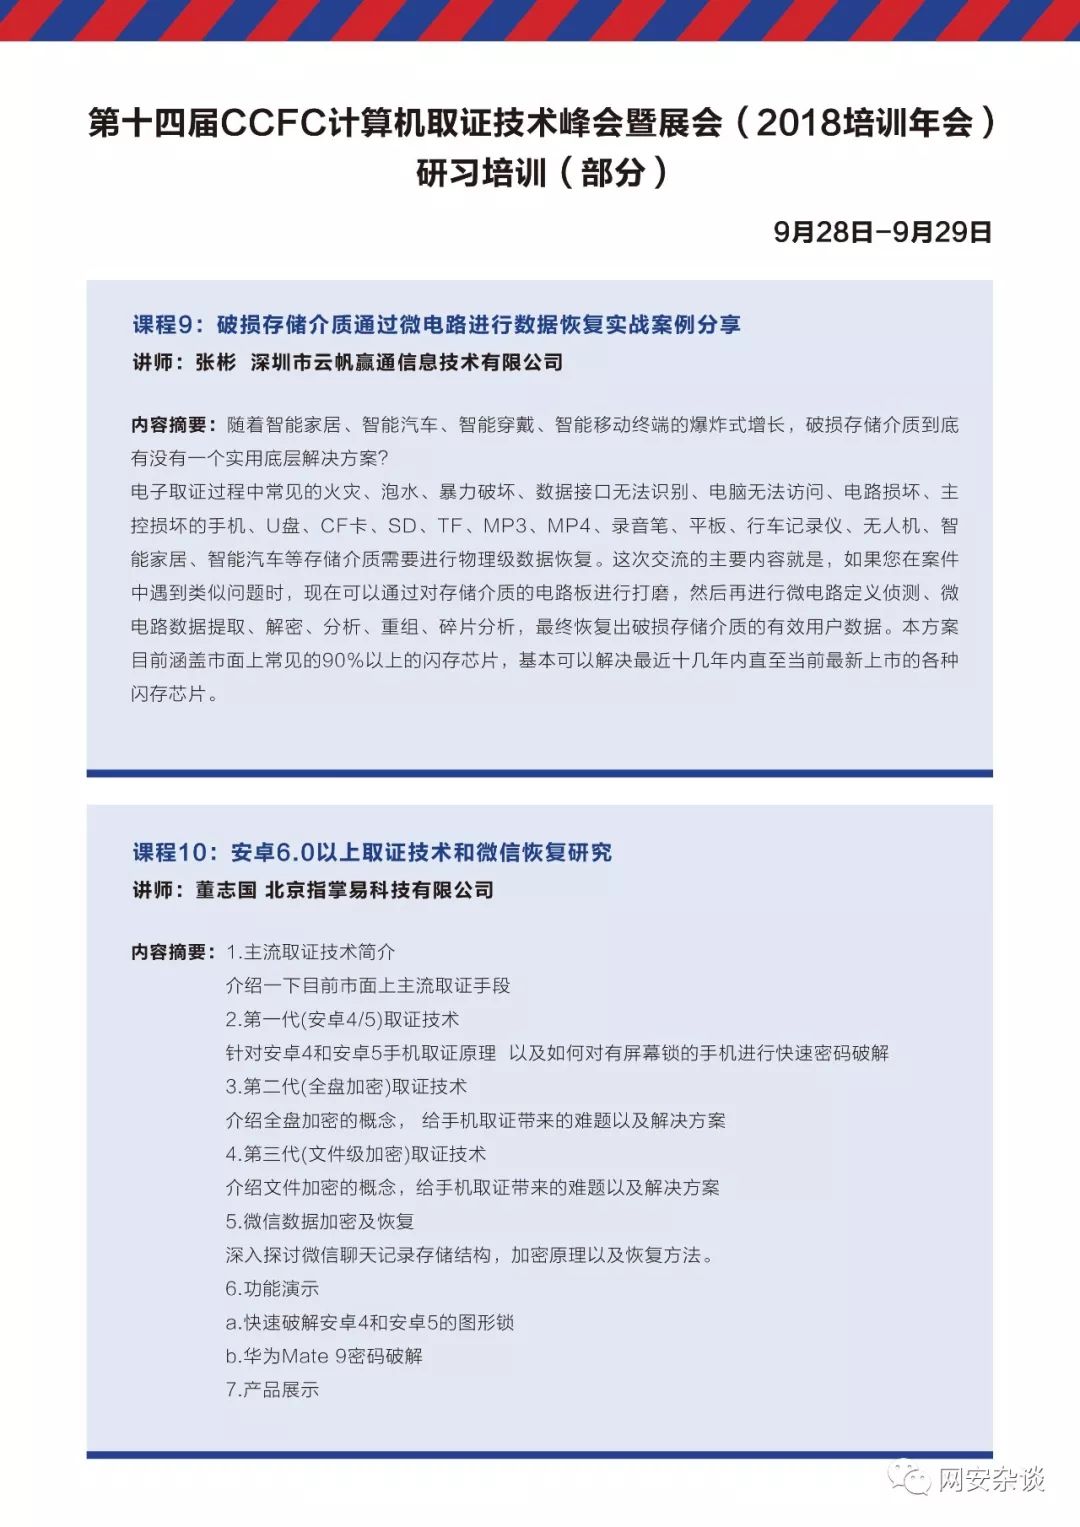 第十四届CCFC计算机取证技术峰会暨展会（2018培训年会）
研习培训（部分）
9月28日-9月29日
课程9：破损存储介质通过微电路进行数据恢复实战案例分享
讲师：张彬 深圳市云帆赢通信息技术有限公司
内容摘要：随着智能家居、智能汽车、智能穿戴、智能移动终端的爆炸式增长，破损存储介质到底
有没有一个实用底层解决方案？
电子取证过程中常见的火灾、泡水、暴力破坏、数据接口无法识别、电脑无法访问、电路损坏、主
控损坏的手机、U盘、CF卡、SD、TF、MP3、MP4、录音笔、平板、行车记录仪、无人机、智
能家居、智能汽车等存储介质需要进行物理级数据恢复。这次交流的主要内容就是，如果您在案件
中遇到类似问题时，现在可以通过对存储介质的电路板进行打磨，然后再进行微电路定义侦测、微
电路数据提取、解密、分析、重组、碎片分析，最终恢复出破损存储介质的有效用户数据。本方案
目前涵盖市面上常见的90%以上的闪存芯片，基本可以解决最近十几年内直至当前最新上市的各种
闪存芯片。
课程10：安卓6.0以上取证技术和微信恢复研究
讲师：董志国 北京指掌易科技有限公司
内容摘要：1.主流取证技术简介
介绍一下目前市面上主流取证手段
2.第一代(安卓4/5)取证技术
针对安卓4和安卓5手机取证原理 以及如何对有屏幕锁的手机进行快速密码破解
3.第二代(全盘加密)取证技术
介绍全盘加密的概念， 给手机取证带来的难题以及解决方案
4.第三代(文件级加密)取证技术
介绍文件加密的概念，给手机取证带来的难题以及解决方案
5.微信数据加密及恢复
深入探讨微信聊天记录存储结构，加密原理以及恢复方法。
6.功能演示
a.快速破解安卓4和安卓5的图形锁
b.华为Mate 9密码破解
7.产品展示
网安杂谈